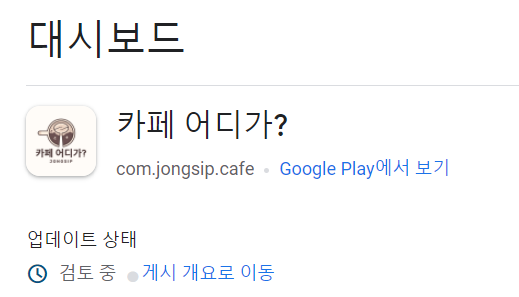 대시보드
카페 어디가?
JONGSIP
카페 어디가?
com.jongsip.cafe • Google Play에서 보기
업데이트 상태
검토 중 • 게시 개요로 이동